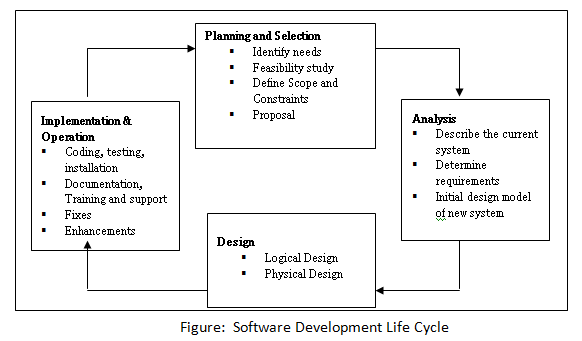 Planning and Selection
▪ Identify needs
▪ Feasibility study
▪ Define Scope and
Constraints
▪ Proposal
Analysis
▪ Describe the current
system
▪ Determine
requirements
▪ Initial design model
of new system
Design
▪ Logical Design
▪ Physical Design
Implementation &
Operation
▪ Coding, testing,
installation
▪ Documentation,
Training and support
▪ Fixes
▪ Enhancements
Figure: Software Development Life Cycle